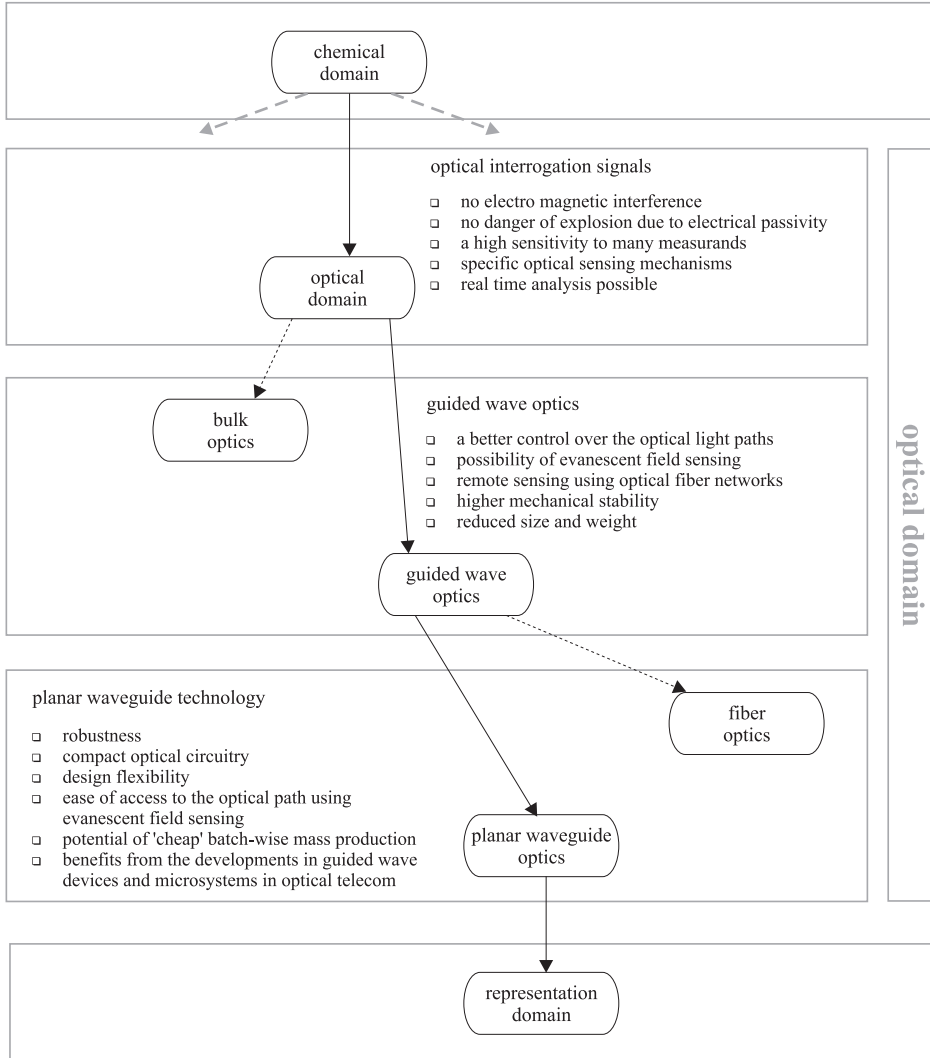 chemical
domain
optical interrogation signals
no electro magnetic interference
no danger of explosion due to electrical passivity
a high sensitivity to many measurands
specific optical sensing mechanisms
real time analysis possible
optical
domain
bulk
optics
guided wave optics
a better control over the optical light paths
possibility of evanescent field sensing
remote sensing using optical fiber networks
higher mechanical stability
reduced size and weight
guided wave
optics
optical domain
planar waveguide technology
robustness
compact optical circuitry
design flexibility
ease of access to the optical path using
evanescent field sensing
potential of 'cheap' batch-wise mass production
benefits from the developments in guided wave
devices and microsystems in optical telecom
fiber
optics
planar waveguide
optics
representation
domain